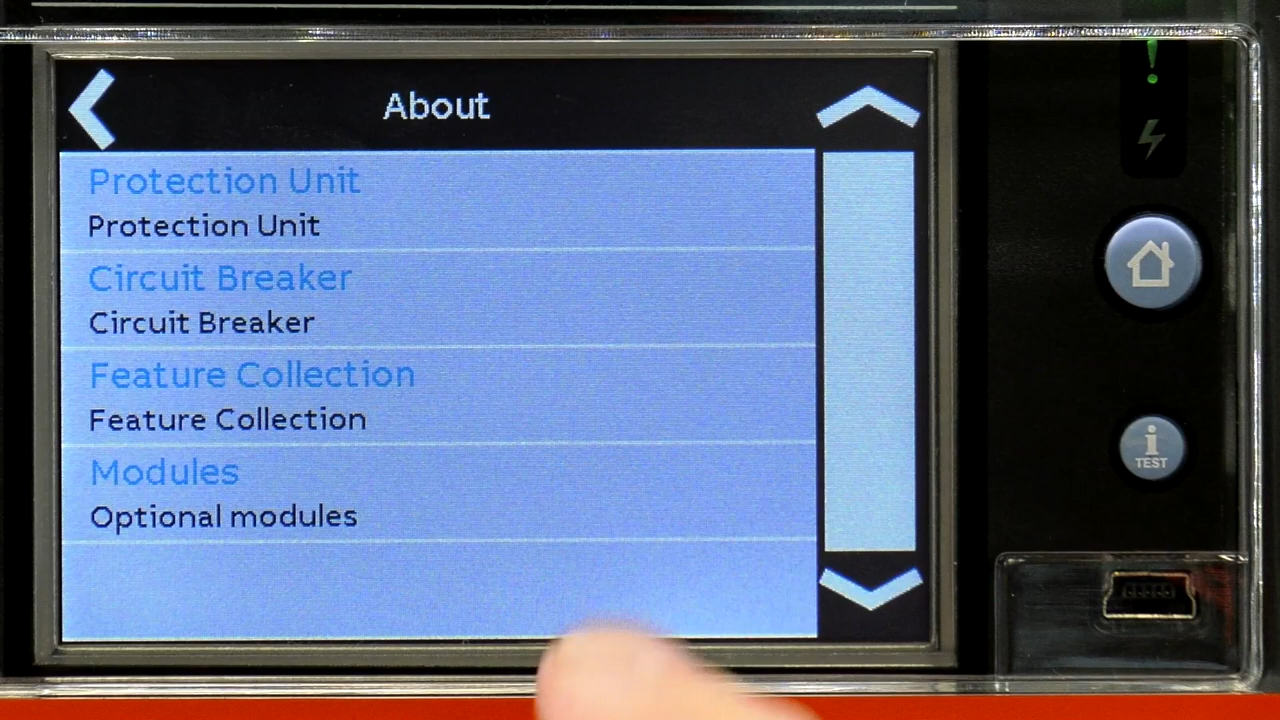 About
Protection Unit
Protection Unit
Circuit Breaker
Circuit Breaker
Feature Collection
Feature Collection
Modules
Optional modules
i
TEST